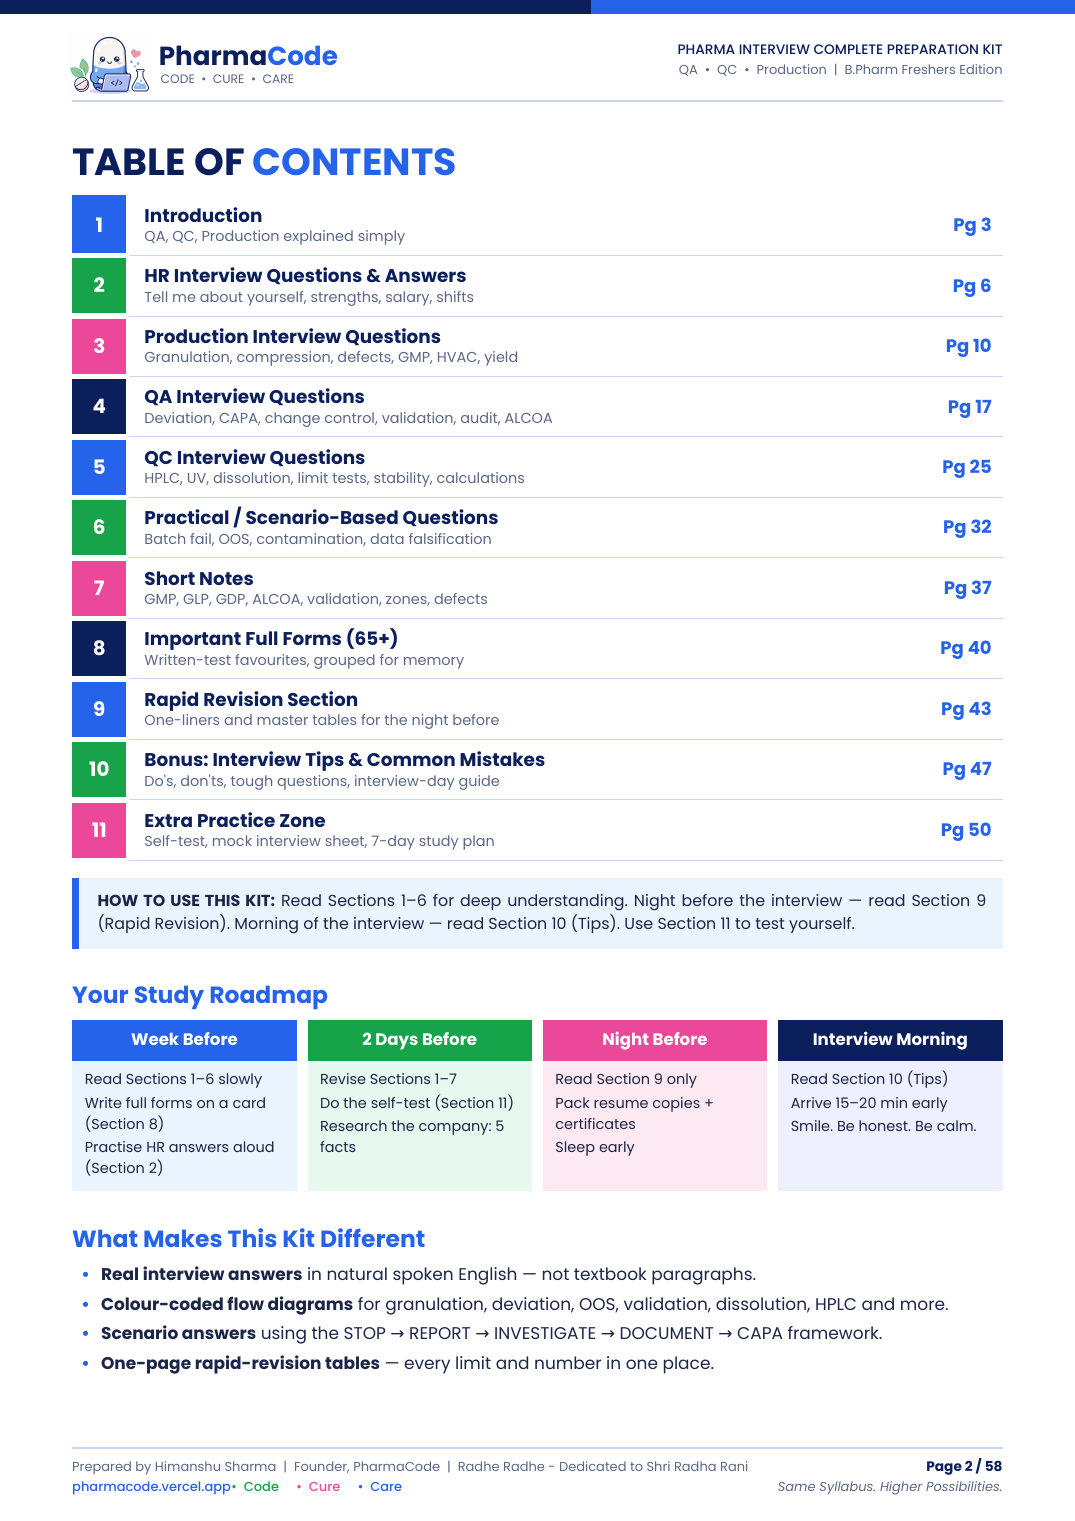 PharmaCode
CODE • CURE • CARE
PHARMA INTERVIEW COMPLETE PREPARATION KIT
QA • QC • Production | B.Pharm Freshers Edition
TABLE OF CONTENTS
1 Introduction Pg 3
QA, QC, Production explained simply
2 HR Interview Questions & Answers Pg 6
Tell me about yourself, strengths, salary, shifts
3 Production Interview Questions Pg 10
Granulation, compression, defects, GMP, HVAC, yield
4 QA Interview Questions Pg 17
Deviation, CAPA, change control, validation, audit, ALCOA
5 QC Interview Questions Pg 25
HPLC, UV, dissolution, limit tests, stability, calculations
6 Practical / Scenario-Based Questions Pg 32
Batch fail, OOS, contamination, data falsification
7 Short Notes Pg 37
GMP, GLP, GDP, ALCOA, validation, zones, defects
8 Important Full Forms (65+) Pg 40
Written-test favourites, grouped for memory
9 Rapid Revision Section Pg 43
One-liners and master tables for the night before
10 Bonus: Interview Tips & Common Mistakes Pg 47
Do's, don'ts, tough questions, interview-day guide
11 Extra Practice Zone Pg 50
Self-test, mock interview sheet, 7-day study plan
HOW TO USE THIS KIT: Read Sections 1–6 for deep understanding. Night before the interview — read Section 9
(Rapid Revision). Morning of the interview — read Section 10 (Tips). Use Section 11 to test yourself.
Your Study Roadmap
Week Before
Read Sections 1–6 slowly
Write full forms on a card
(Section 8)
Practise HR answers aloud
(Section 2)
2 Days Before
Revise Sections 1–7
Do the self-test (Section 11)
Research the company: 5
facts
Night Before
Read Section 9 only
Pack resume copies +
certificates
Sleep early
Interview Morning
Read Section 10 (Tips)
Arrive 15–20 min early
Smile. Be honest. Be calm.
What Makes This Kit Different
• Real interview answers in natural spoken English — not textbook paragraphs.
• Colour-coded flow diagrams for granulation, deviation, OOS, validation, dissolution, HPLC and more.
• Scenario answers using the STOP → REPORT → INVESTIGATE → DOCUMENT → CAPA framework.
• One-page rapid-revision tables — every limit and number in one place.
Prepared by Himanshu Sharma | Founder, PharmaCode | Radhe Radhe - Dedicated to Shri Radha Rani
Page 2 / 58
pharmacode.vercel.app• Code • Cure • Care
Same Syllabus. Higher Possibilities.